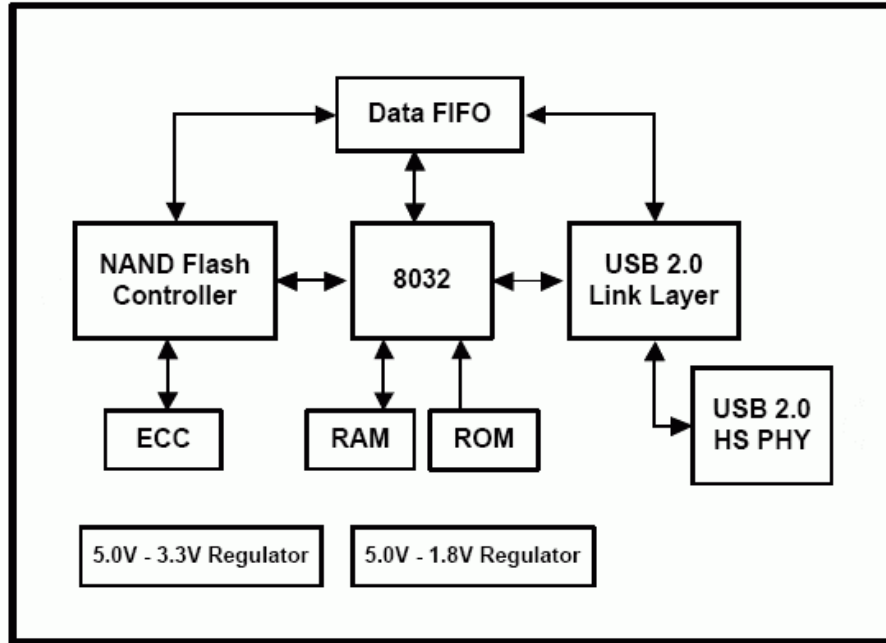 Data FIFO
NAND Flash
Controller
8032
USB 2.0
Link Layer
ECC
RAM
ROM
USB 2.0
HS PHY
5.0V - 3.3V Regulator
5.0V - 1.8V Regulator